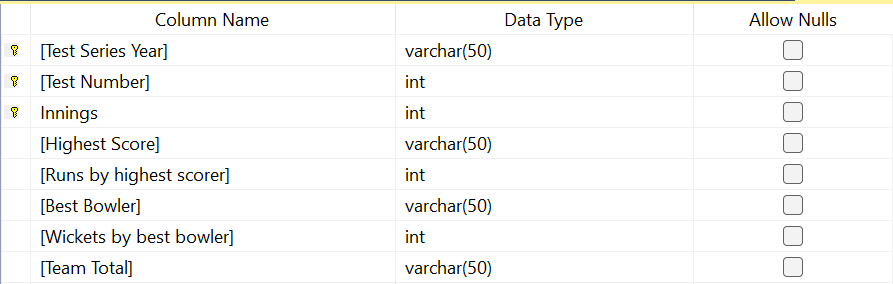 Column Name Data Type Allow Nulls
[Test Series Year] varchar(50)
[Test Number] int
Innings int
[Highest Score] varchar(50)
[Runs by highest scorer] int
[Best Bowler] varchar(50)
[Wickets by best bowler] int
[Team Total] varchar(50)